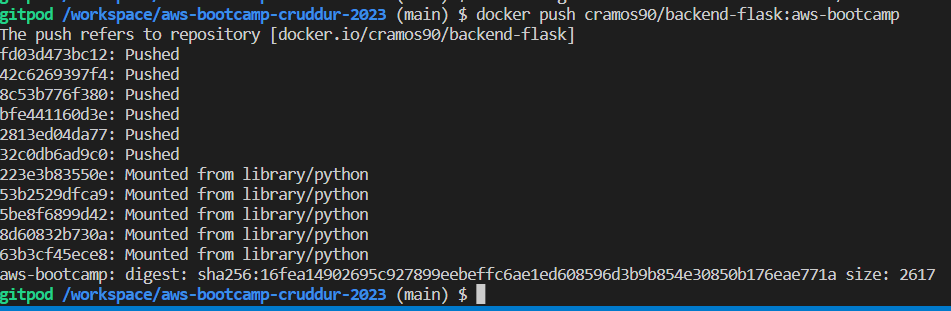 gitpod /workspace/aws-bootcamp-cruddur-2023 (main) $ docker push cramos90/backend-flask:aws-bootcamp
The push refers to repository [docker.io/cramos90/backend-flask]
fd03d473bc12: Pushed
42c6269397f4: Pushed
8c53b776f380: Pushed
bfe441160d3e: Pushed
2813ed04da77: Pushed
32c0db6ad9c0: Pushed
223e3b83550e: Mounted from library/python
53b2529dfca9: Mounted from library/python
5be8f6899d42: Mounted from library/python
8d60832b730a: Mounted from library/python
63b3cf45ece8: Mounted from library/python
aws-bootcamp: digest: sha256:16fea14902695c927899eebeffc6ae1ed608596d3b9b854e30850b176eae771a size: 2617
gitpod /workspace/aws-bootcamp-cruddur-2023 (main) $